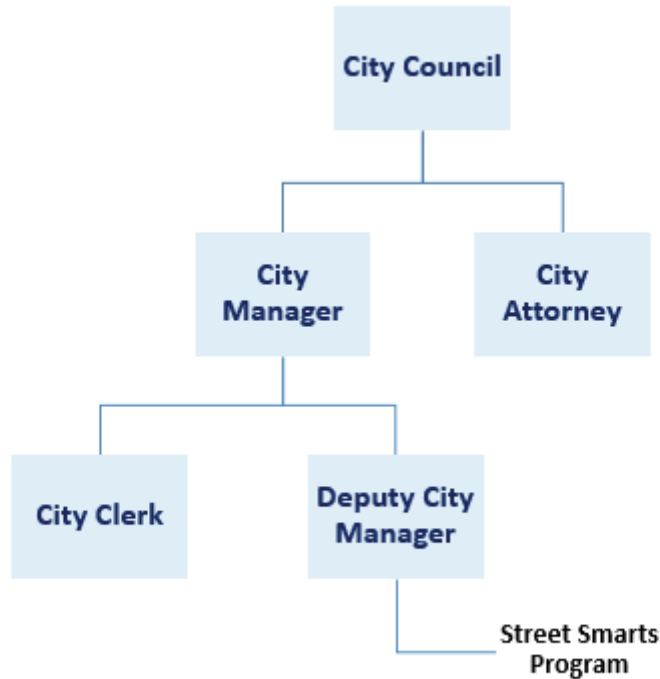 City Council
City
Manager
City
Attorney
City Clerk
Deputy City
Manager
Street Smarts
Program